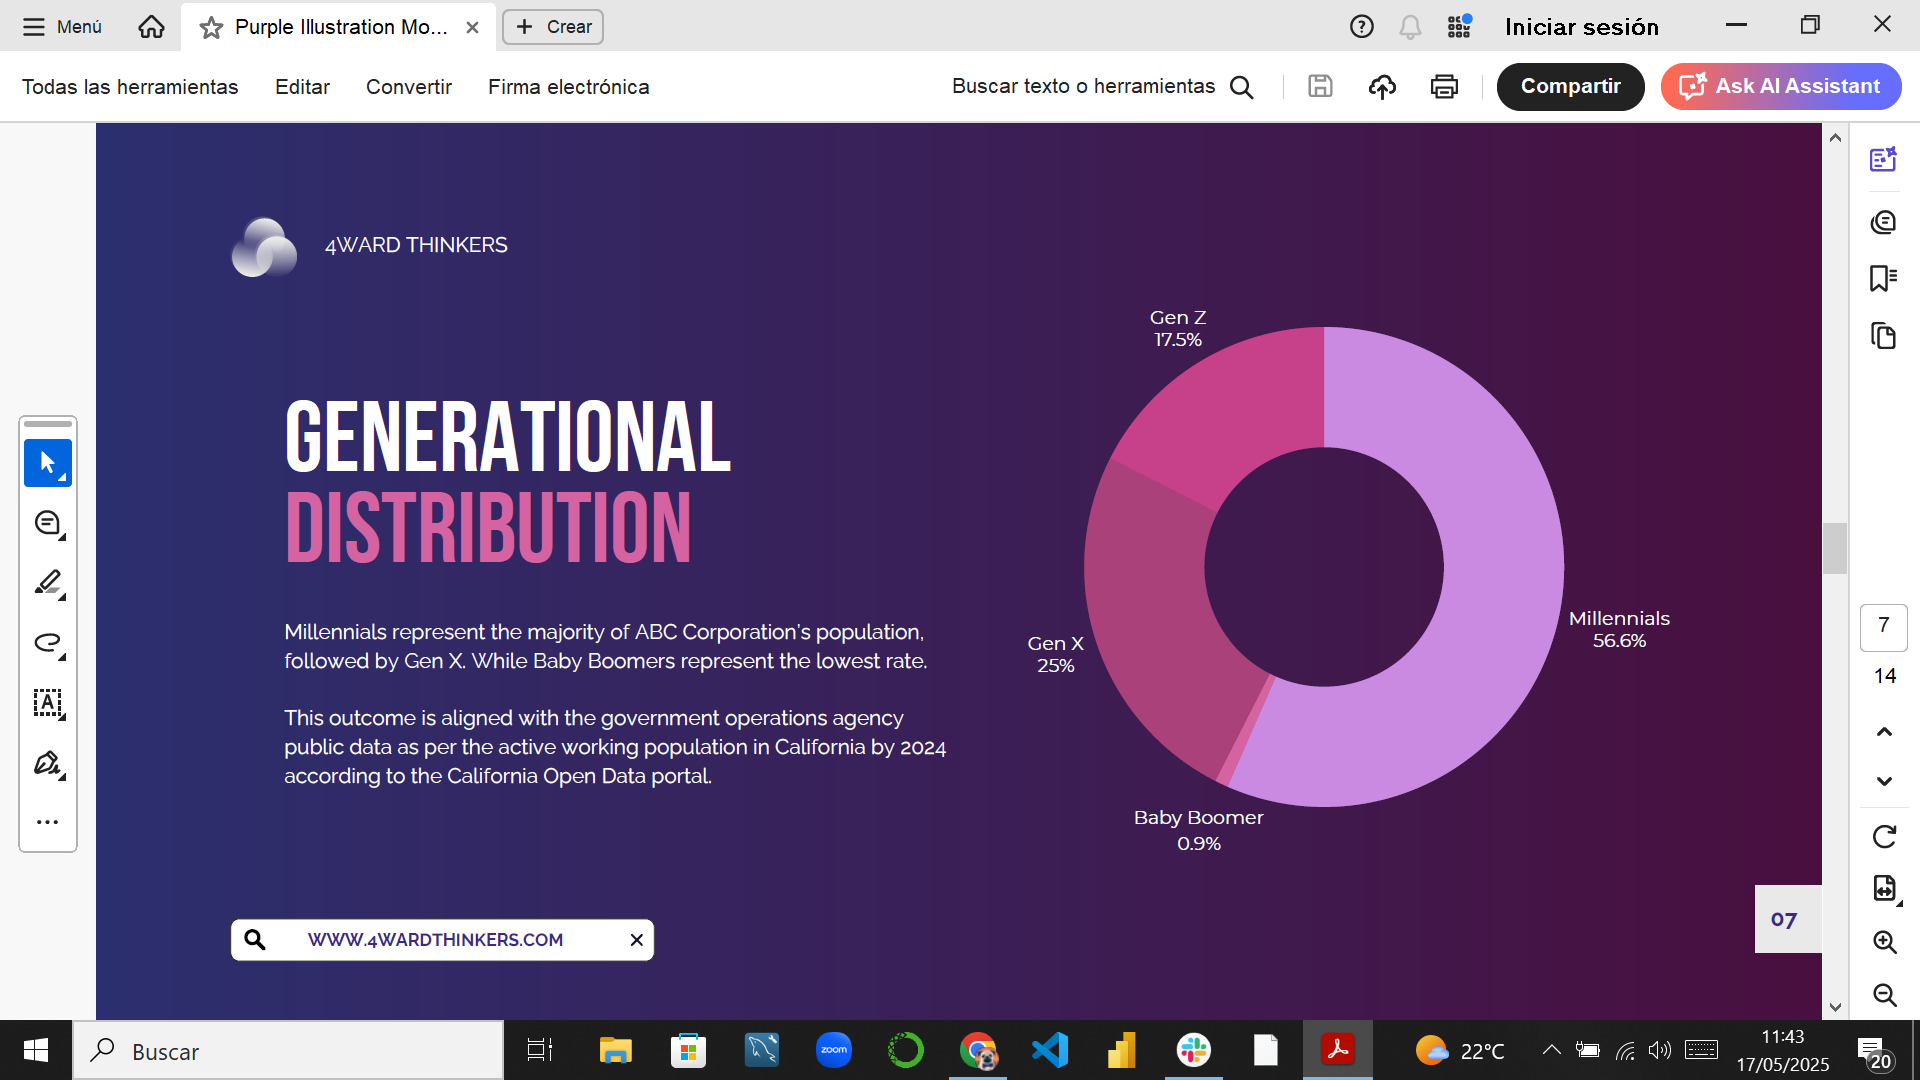 Menú
Purple Illustration Mo...
Crear
Iniciar sesión
Todas las herramientas
Editar
Convertir
Firma electrónica
Buscar texto o herramientas
Compartir
Ask AI Assistant
4WARD THINKERS
GENERATIONAL
DISTRIBUTION
Millennials represent the majority of ABC Corporation's population,
followed by Gen X. While Baby Boomers represent the lowest rate.
This outcome is aligned with the government operations agency
public data as per the active working population in California by 2024
according to the California Open Data portal.
WWW.4WARDTHINKERS.COM
Gen Z
17.5%
Gen X
25%
Millennials
56.6%
Baby Boomer
0.9%
07
7
14
Buscar
zoom
22°C
11:43
17/05/2025
20